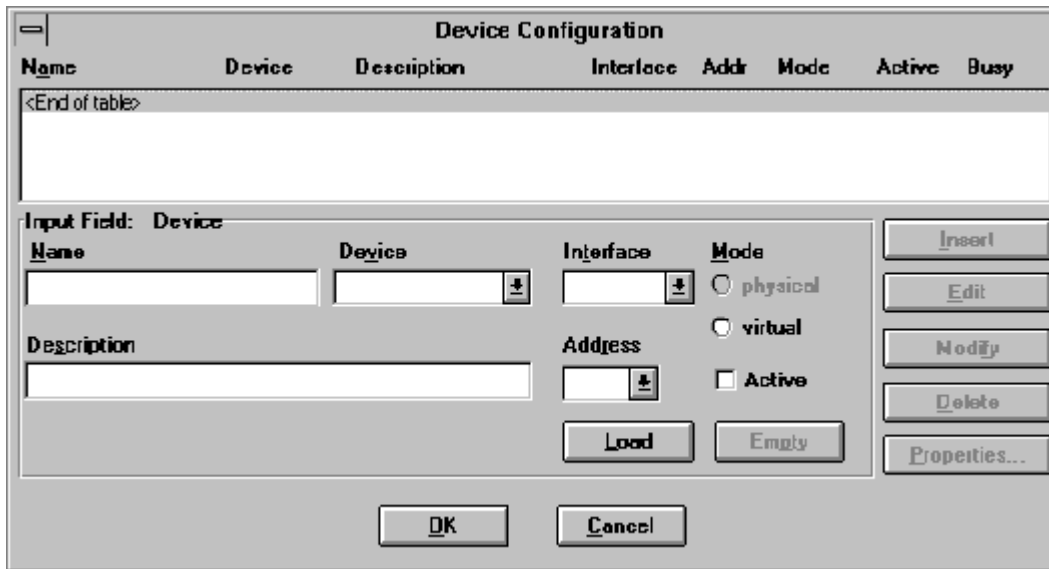 Device Configuration
Name Device Description Interface Addr Mode Active Busy
<End of table>
Input Field: Device
Name Device Interface Mode
physical
virtual
Description Address
Active
Load Empty
Insert
Edit
Modify
Delete
Properties...
OK Cancel